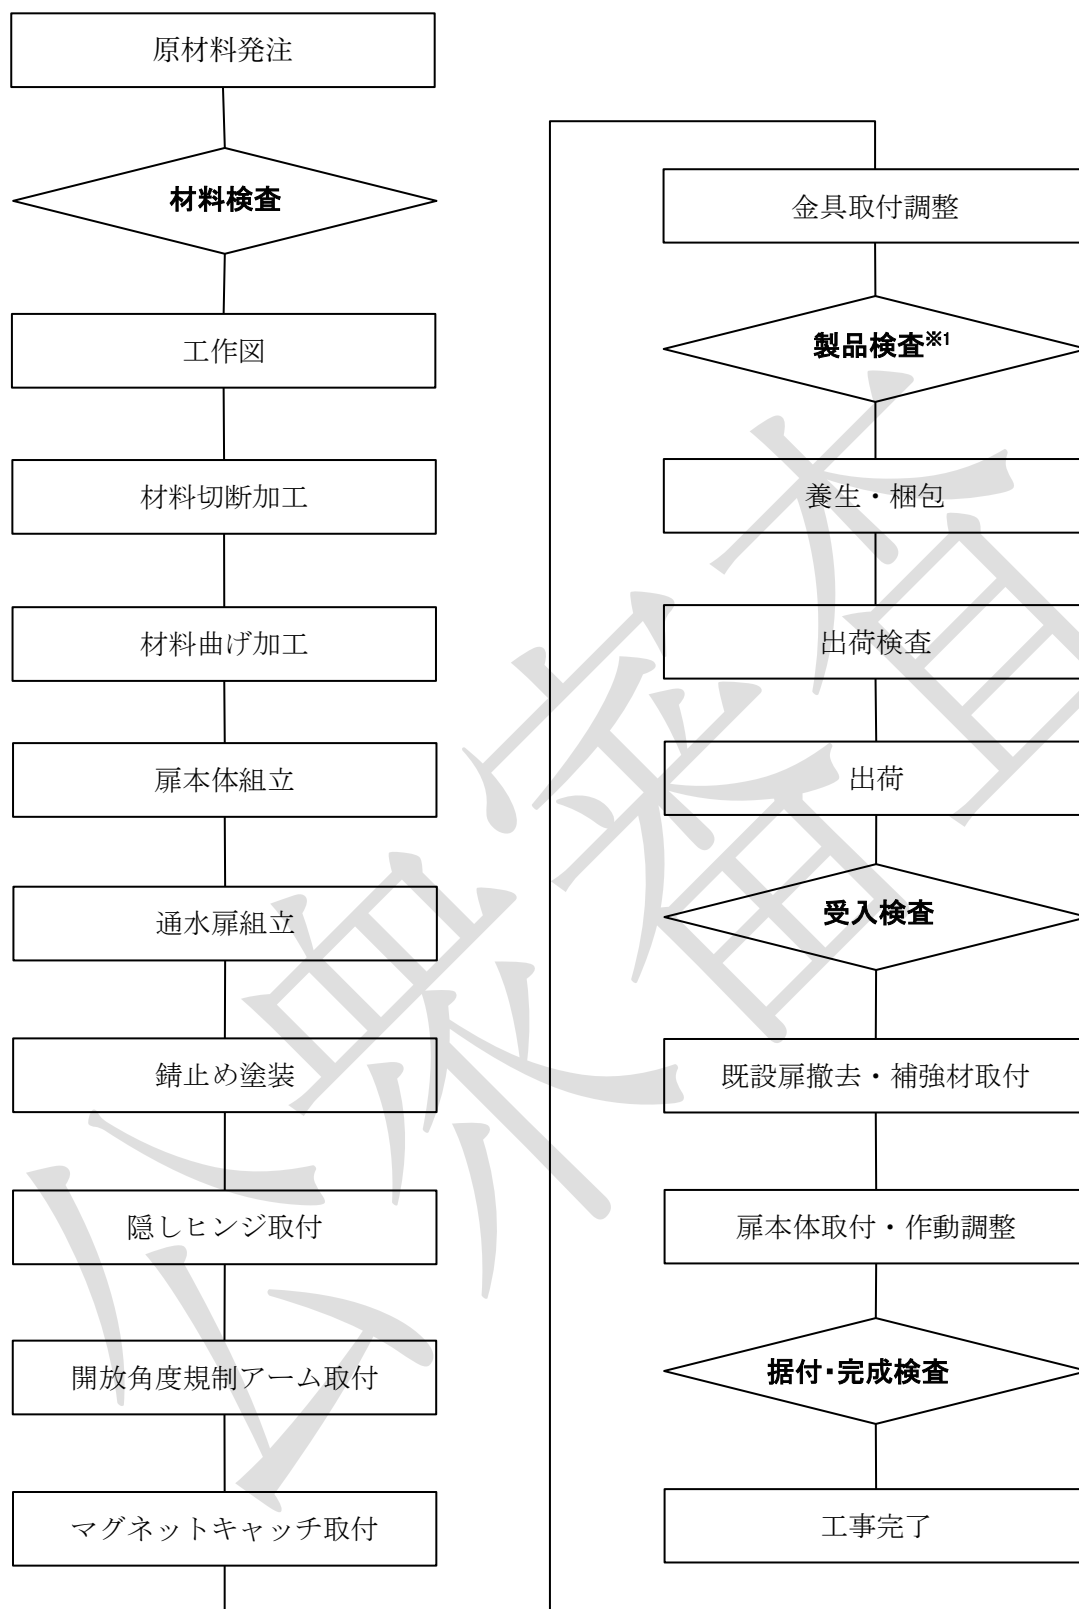 原材料発注
材料検査
工作図
材料切断加工
材料曲げ加工
扉本体組立
通水扉組立
錆止め塗装
隠しヒンジ取付
開放角度規制アーム取付
マグネットキャッチ取付
金具取付調整
製品検査※1
養生・梱包
出荷検査
出荷
受入検査
既設扉撤去・補強材取付
扉本体取付・作動調整
据付・完成検査
工事完了
公衆審査